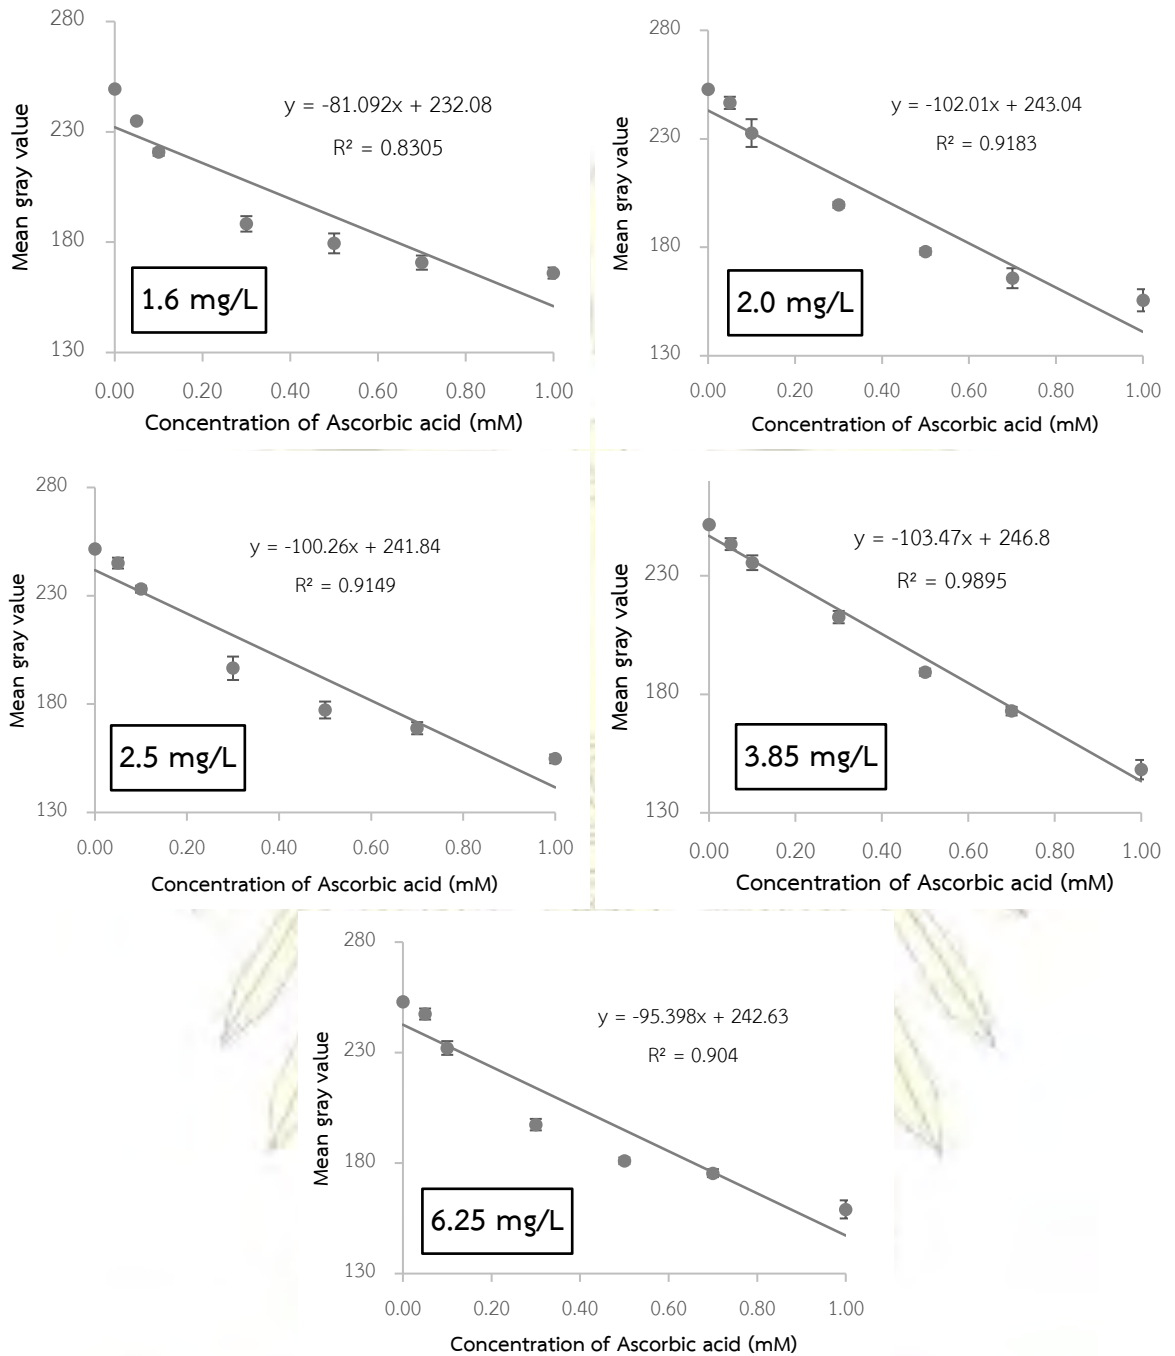 280
230
180
130
Mean gray value
y = -81.092x + 232.08
R² = 0.8305
1.6 mg/L
0.00 0.20 0.40 0.60 0.80 1.00
Concentration of Ascorbic acid (mM)
280
230
180
130
Mean gray value
y = -102.01x + 243.04
R² = 0.9183
2.0 mg/L
0.00 0.20 0.40 0.60 0.80 1.00
Concentration of Ascorbic acid (mM)
280
230
180
130
Mean gray value
y = -100.26x + 241.84
R² = 0.9149
2.5 mg/L
0.00 0.20 0.40 0.60 0.80 1.00
Concentration of Ascorbic acid (mM)
230
180
130
Mean gray value
y = -103.47x + 246.8
R² = 0.9895
3.85 mg/L
0.00 0.20 0.40 0.60 0.80 1.00
Concentration of Ascorbic acid (mM)
280
230
180
130
Mean gray value
y = -95.398x + 242.63
R² = 0.904
6.25 mg/L
0.00 0.20 0.40 0.60 0.80 1.00
Concentration of Ascorbic acid (mM)